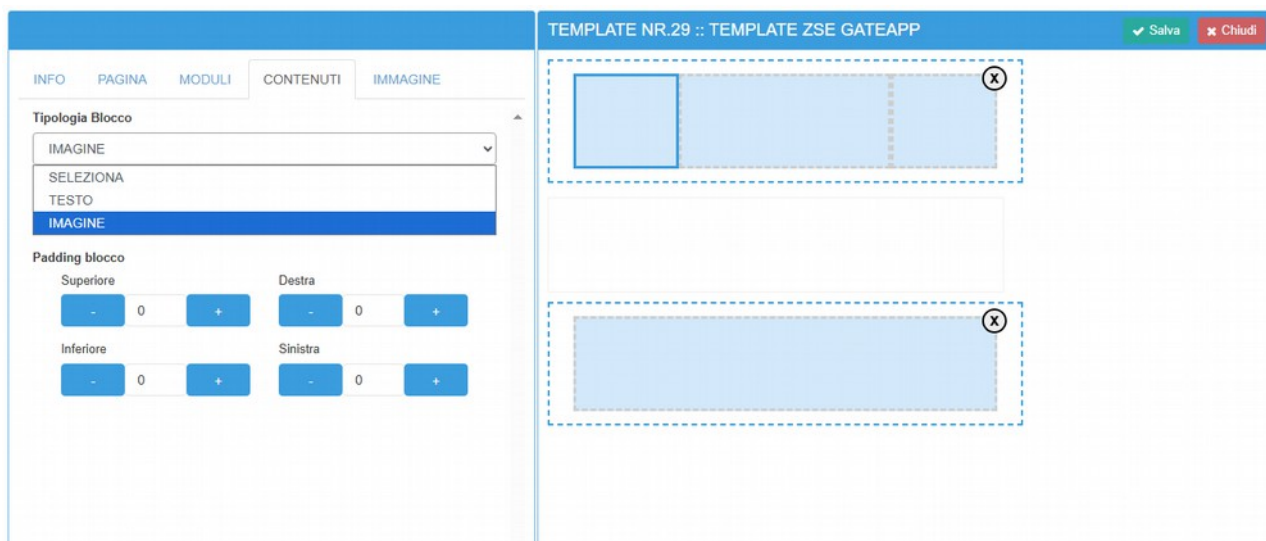 TEMPLATE NR.29 :: TEMPLATE ZSE GATEAPP
Salva
Chiudi
INFO PAGINA MODULI CONTENUTI IMMAGINE
Tipologia Blocco
IMAGINE
SELEZIONA
TESTO
IMAGINE
Padding blocco
Superiore Destra
- 0 + - 0 +
Inferiore Sinistra
- 0 + - 0 +
X
X